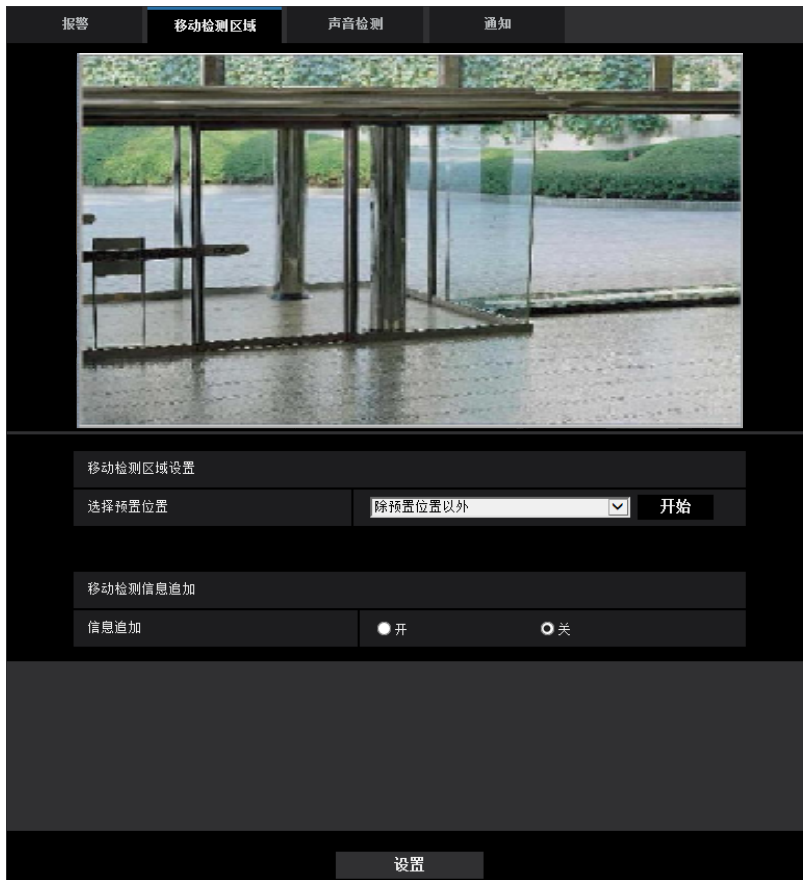 报警 移动检测区域 声音检测 通知
移动检测区域设置
选择预置位置 除预置位置以外 开始
移动检测信息追加
信息追加 开 关
设置